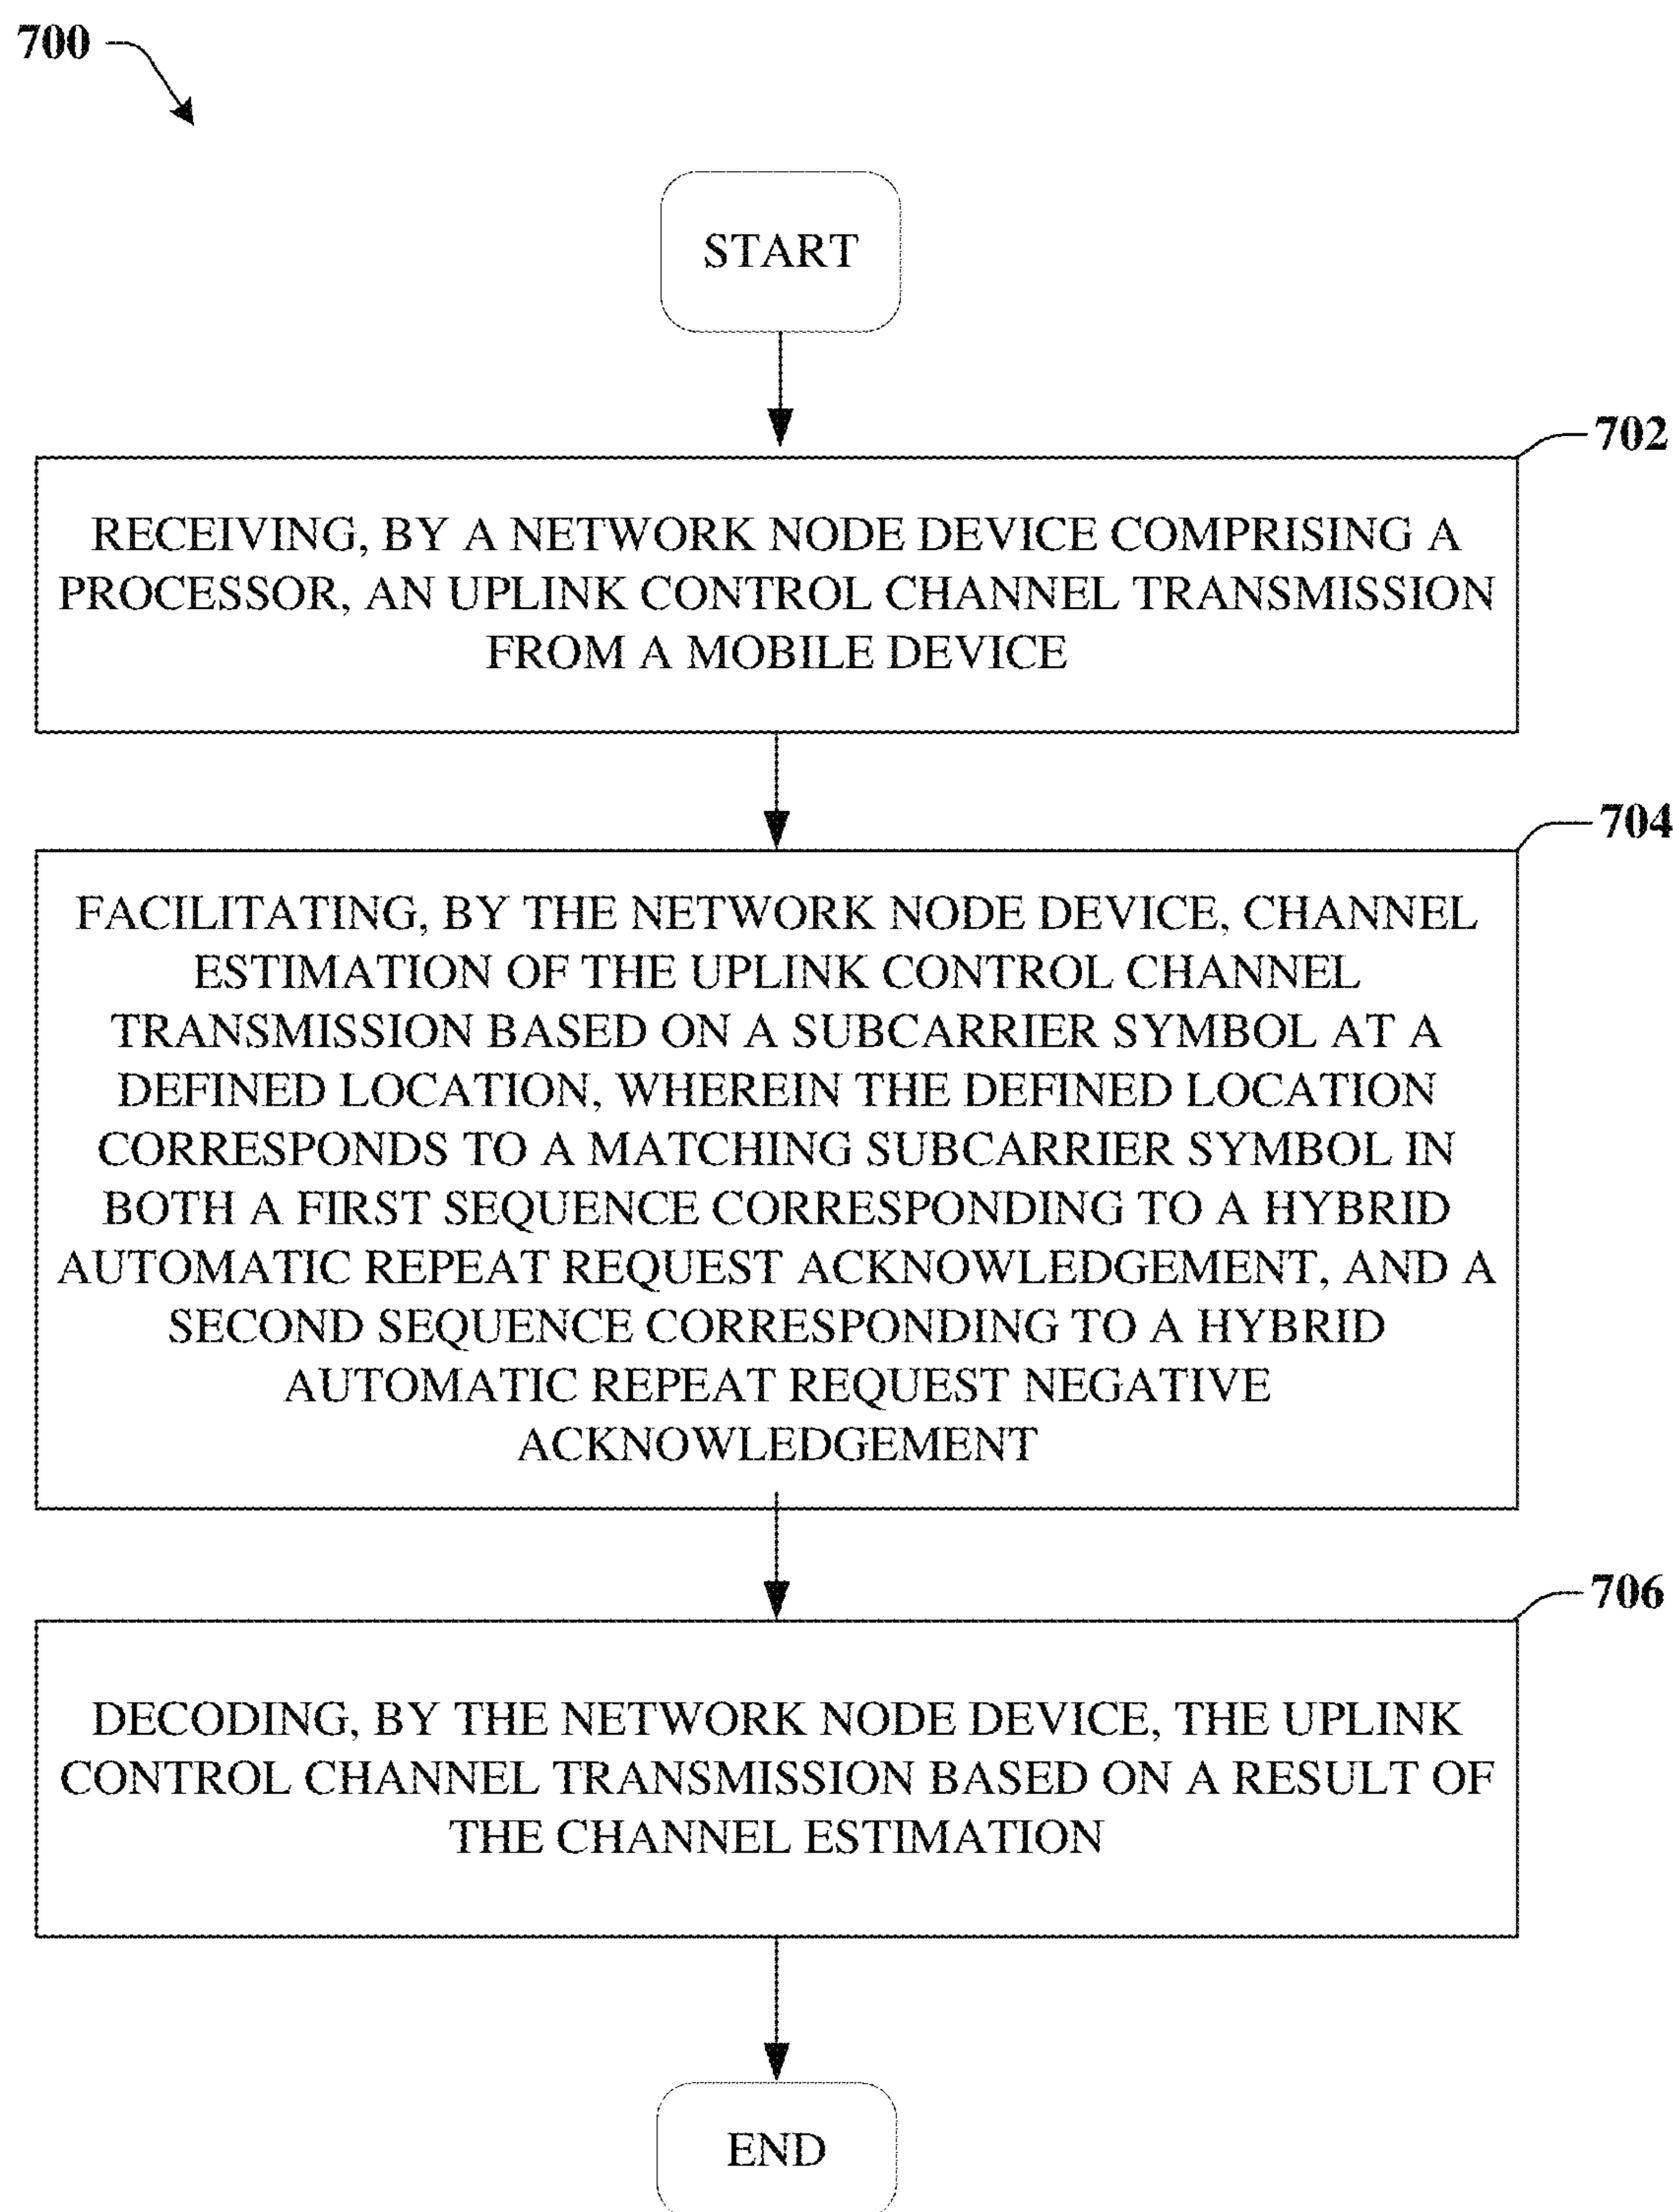 700
START
702
RECEIVING, BY A NETWORK NODE DEVICE COMPRISING A
PROCESSOR, AN UPLINK CONTROL CHANNEL TRANSMISSION
FROM A MOBILE DEVICE
704
FACILITATING, BY THE NETWORK NODE DEVICE, CHANNEL
ESTIMATION OF THE UPLINK CONTROL CHANNEL
TRANSMISSION BASED ON A SUBCARRIER SYMBOL AT A
DEFINED LOCATION, WHEREIN THE DEFINED LOCATION
CORRESPONDS TO A MATCHING SUBCARRIER SYMBOL IN
BOTH A FIRST SEQUENCE CORRESPONDING TO A HYBRID
AUTOMATIC REPEAT REQUEST ACKNOWLEDGEMENT, AND A
SECOND SEQUENCE CORRESPONDING TO A HYBRID
AUTOMATIC REPEAT REQUEST NEGATIVE
ACKNOWLEDGEMENT
706
DECODING, BY THE NETWORK NODE DEVICE, THE UPLINK
CONTROL CHANNEL TRANSMISSION BASED ON A RESULT OF
THE CHANNEL ESTIMATION
END